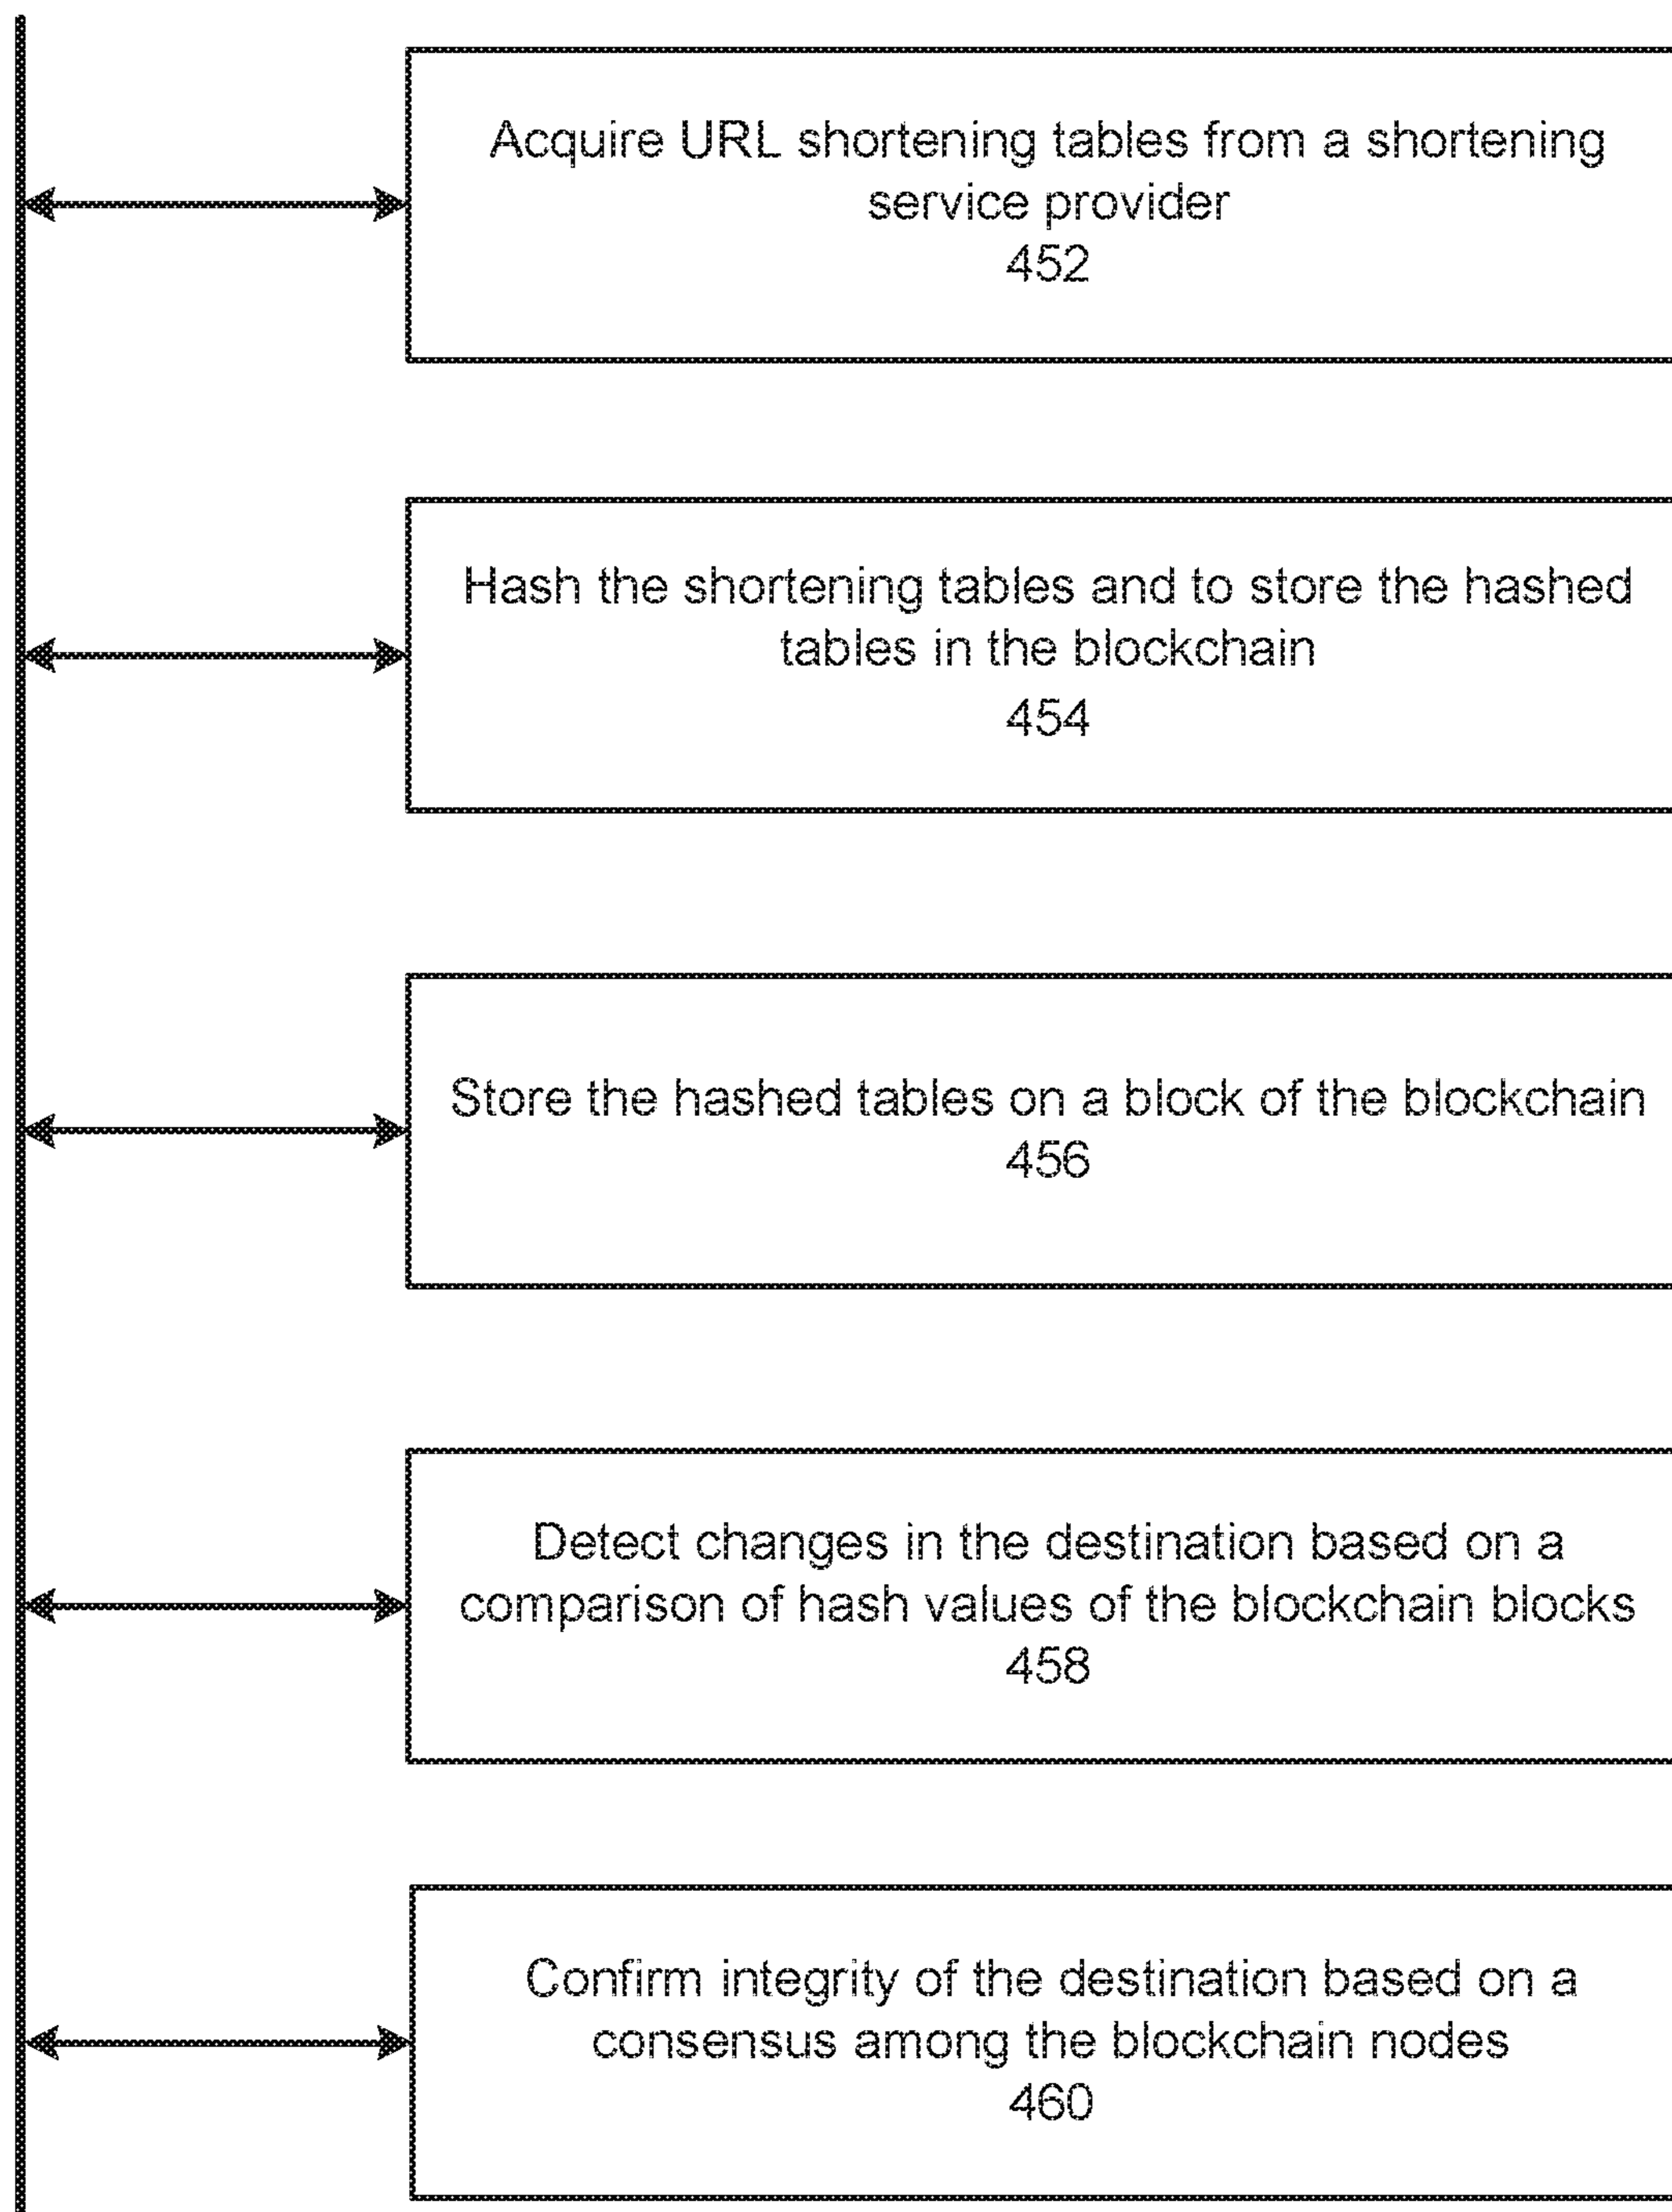 Acquire URL shortening tables from a shortening
service provider
452
Hash the shortening tables and to store the hashed
tables in the blockchain
454
Store the hashed tables on a block of the blockchain
456
Detect changes in the destination based on a
comparison of hash values of the blockchain blocks
458
Confirm integrity of the destination based on a
consensus among the blockchain nodes
460